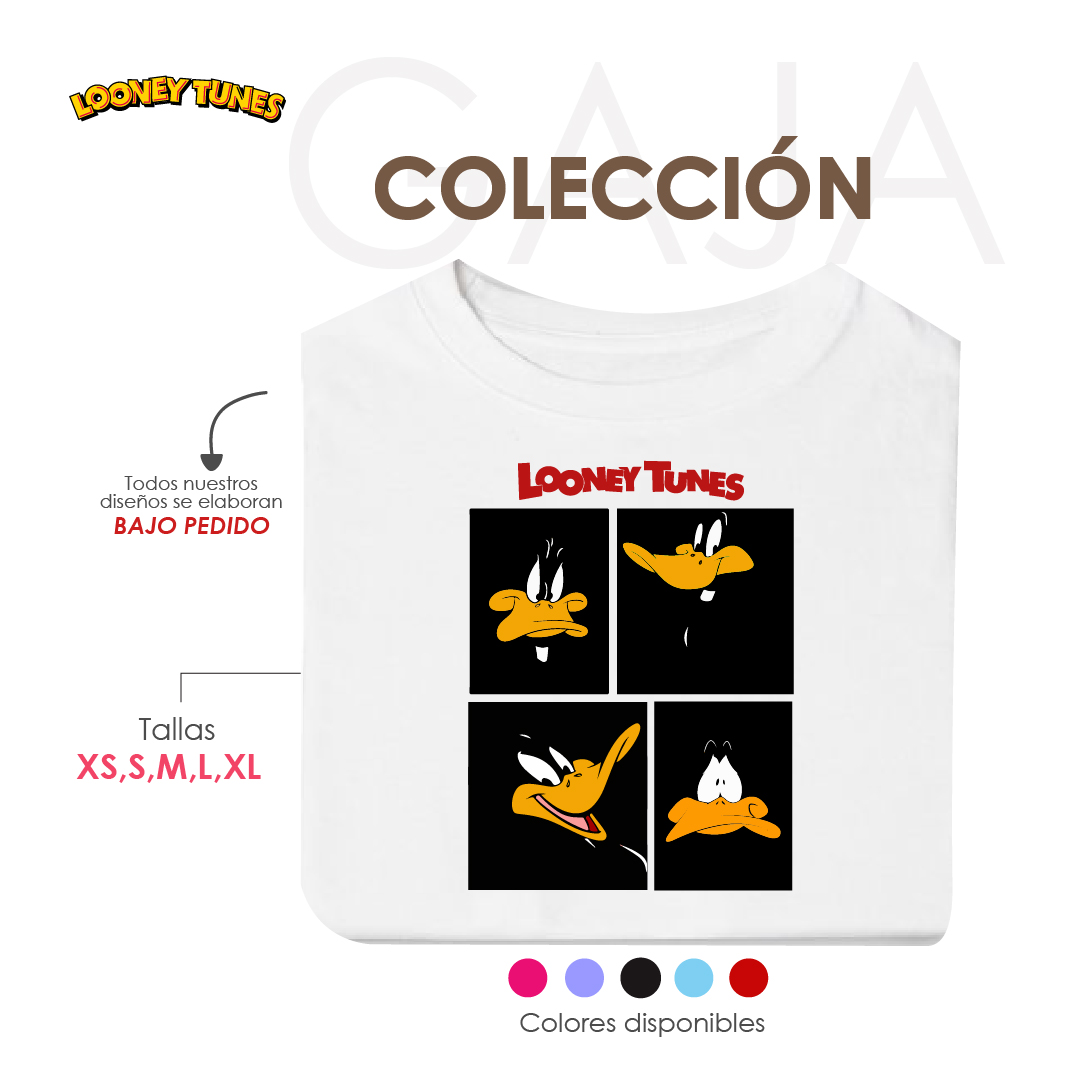 LOONEY TUNES
GAJA
COLECCIÓN
Todos nuestros
diseños se elaboran
BAJO PEDIDO
LOONEY TUNES
Tallas
XS,S,M,L,XL
Colores disponibles